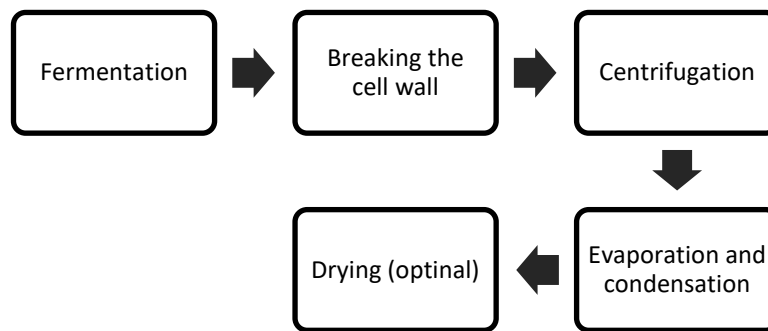 Fermentation
Breaking the
cell wall
Centrifugation
Evaporation and
condensation
Drying (optinal)